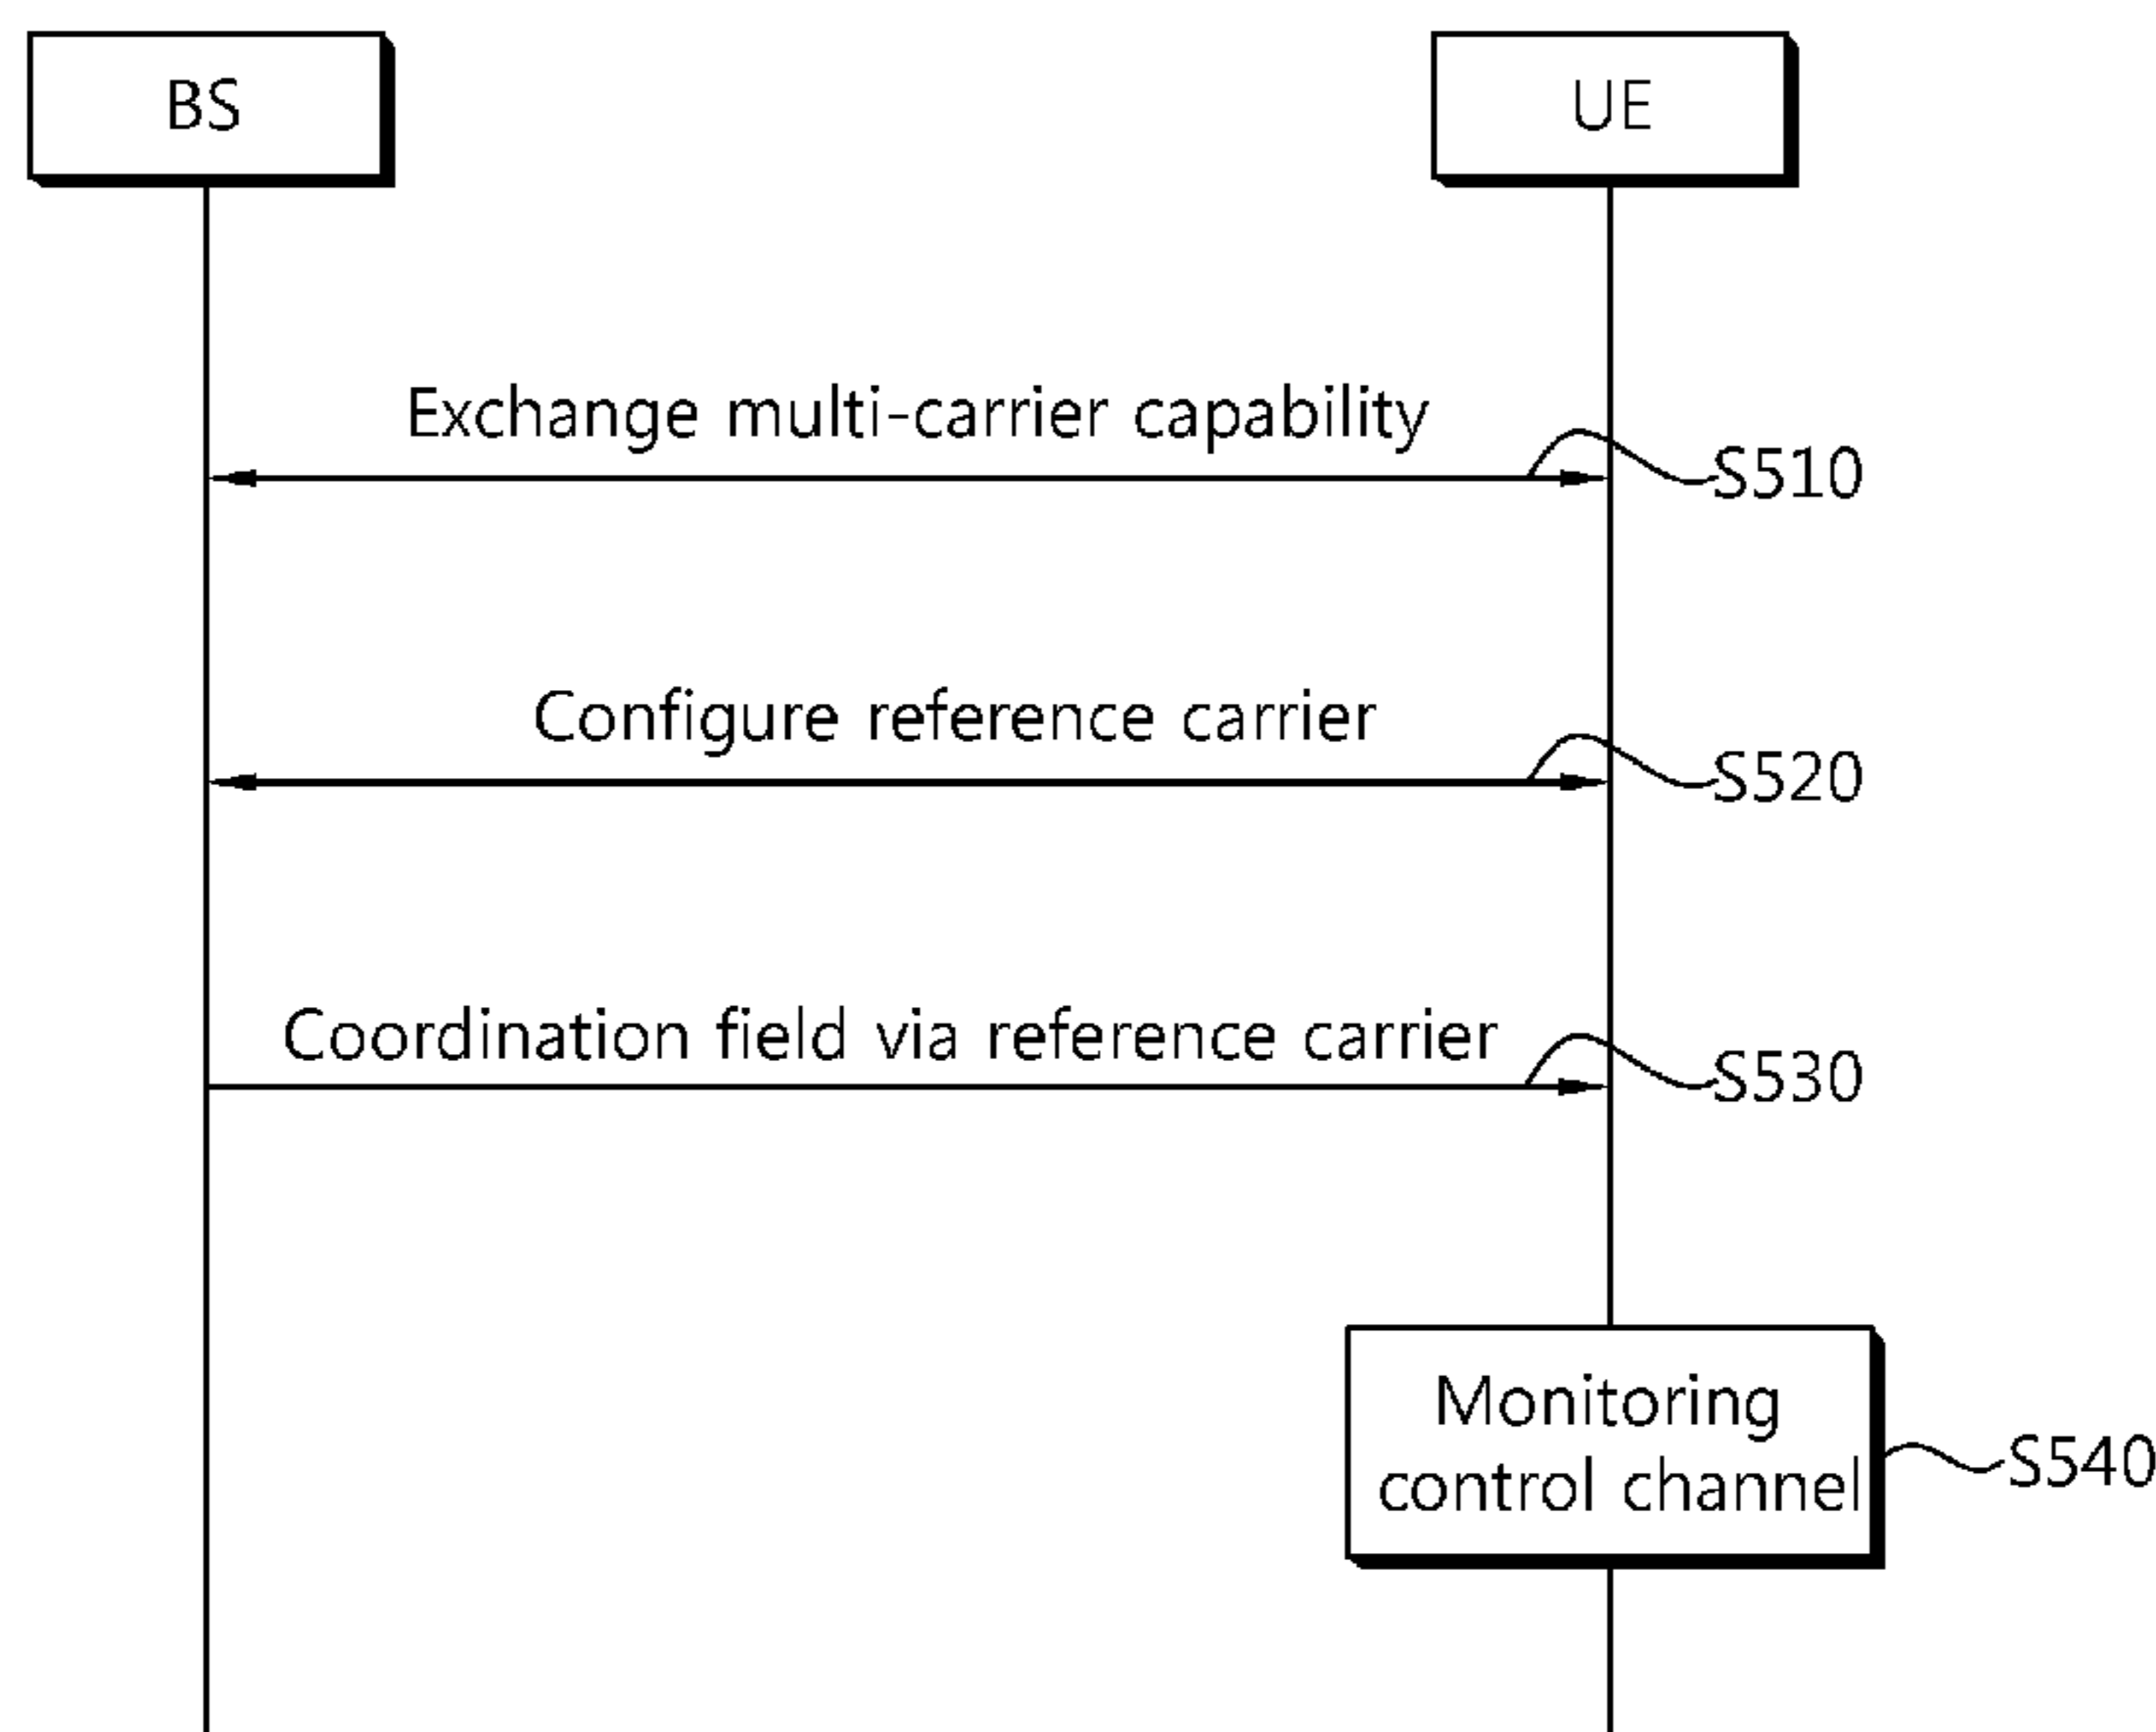 BS
UE
Exchange multi-carrier capability
S510
Configure reference carrier
S520
Coordination field via reference carrier
S530
Monitoring
control channel
S540